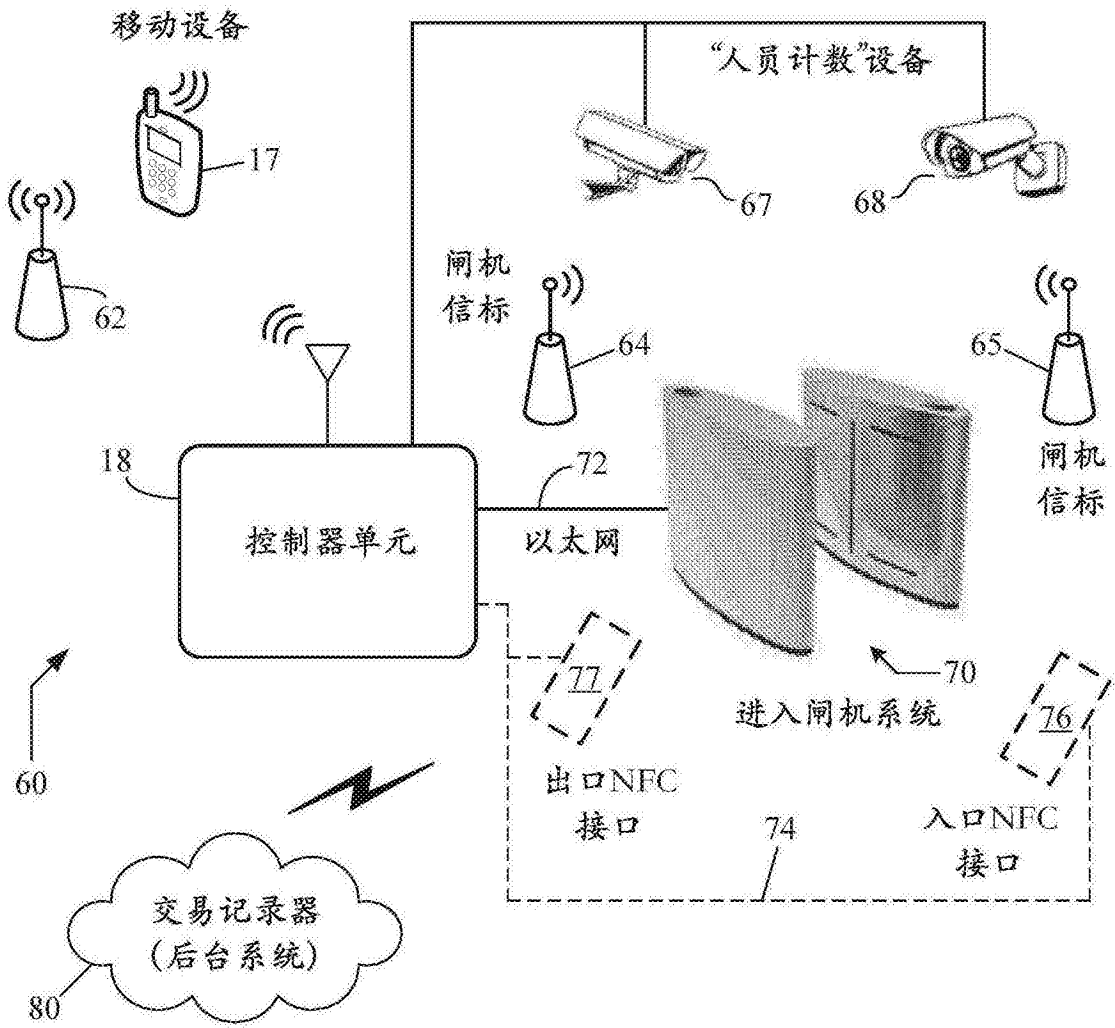 移动设备
“人员计数”设备
17
67
68
62
闸机
信标
64
65
闸机
信标
18
72
控制器单元
以太网
77
70
76
进入闸机系统
60
出口NFC
接口
74
入口NFC
接口
交易记录器
(后台系统)
80